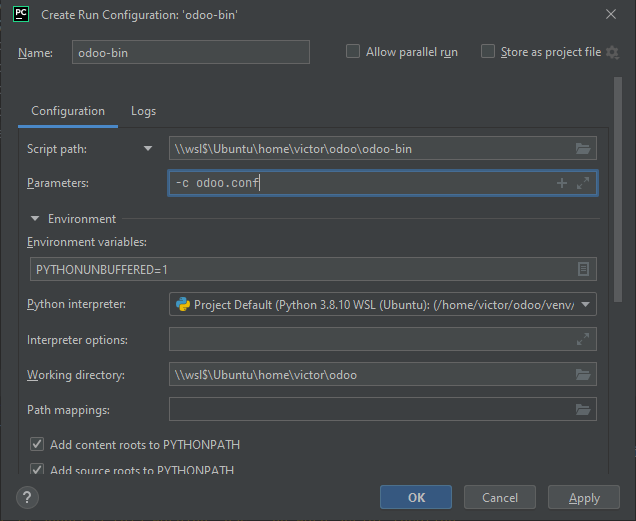 PC Create Run Configuration: 'odoo-bin'
Name: odoo-bin Allow parallel run Store as project file
Configuration Logs
Script path: \\wsl$\Ubuntu\home\victor\odoo\odoo-bin
Parameters: -c odoo.conf
Environment
Environment variables:
PYTHONUNBUFFERED=1
Python interpreter: Project Default (Python 3.8.10 WSL (Ubuntu): (/home/victor/odoo/venv/
Interpreter options:
Working directory: \\wsl$\Ubuntu\home\victor\odoo
Path mappings:
Add content roots to PYTHONPATH
Add source roots to PYTHONPATH
? OK Cancel Apply